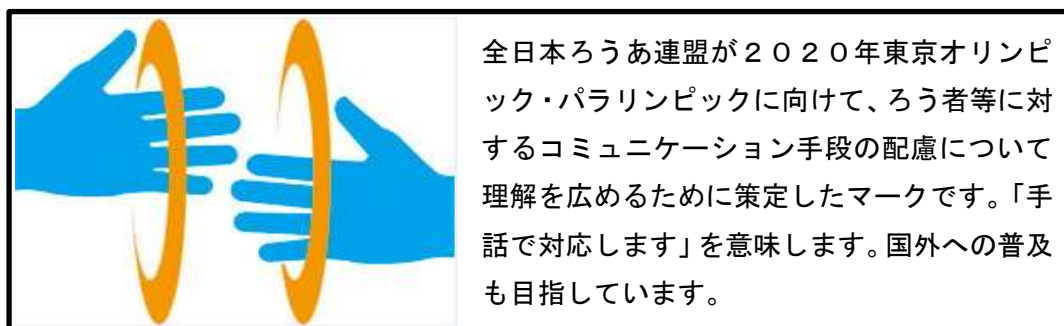 全日本ろうあ連盟が２０２０年東京オリンピ
ック・パラリンピックに向けて、ろう者等に対
するコミュニケーション手段の配慮について
理解を広めるために策定したマークです。「手
話で対応します」を意味します。国外への普及
も目指しています。